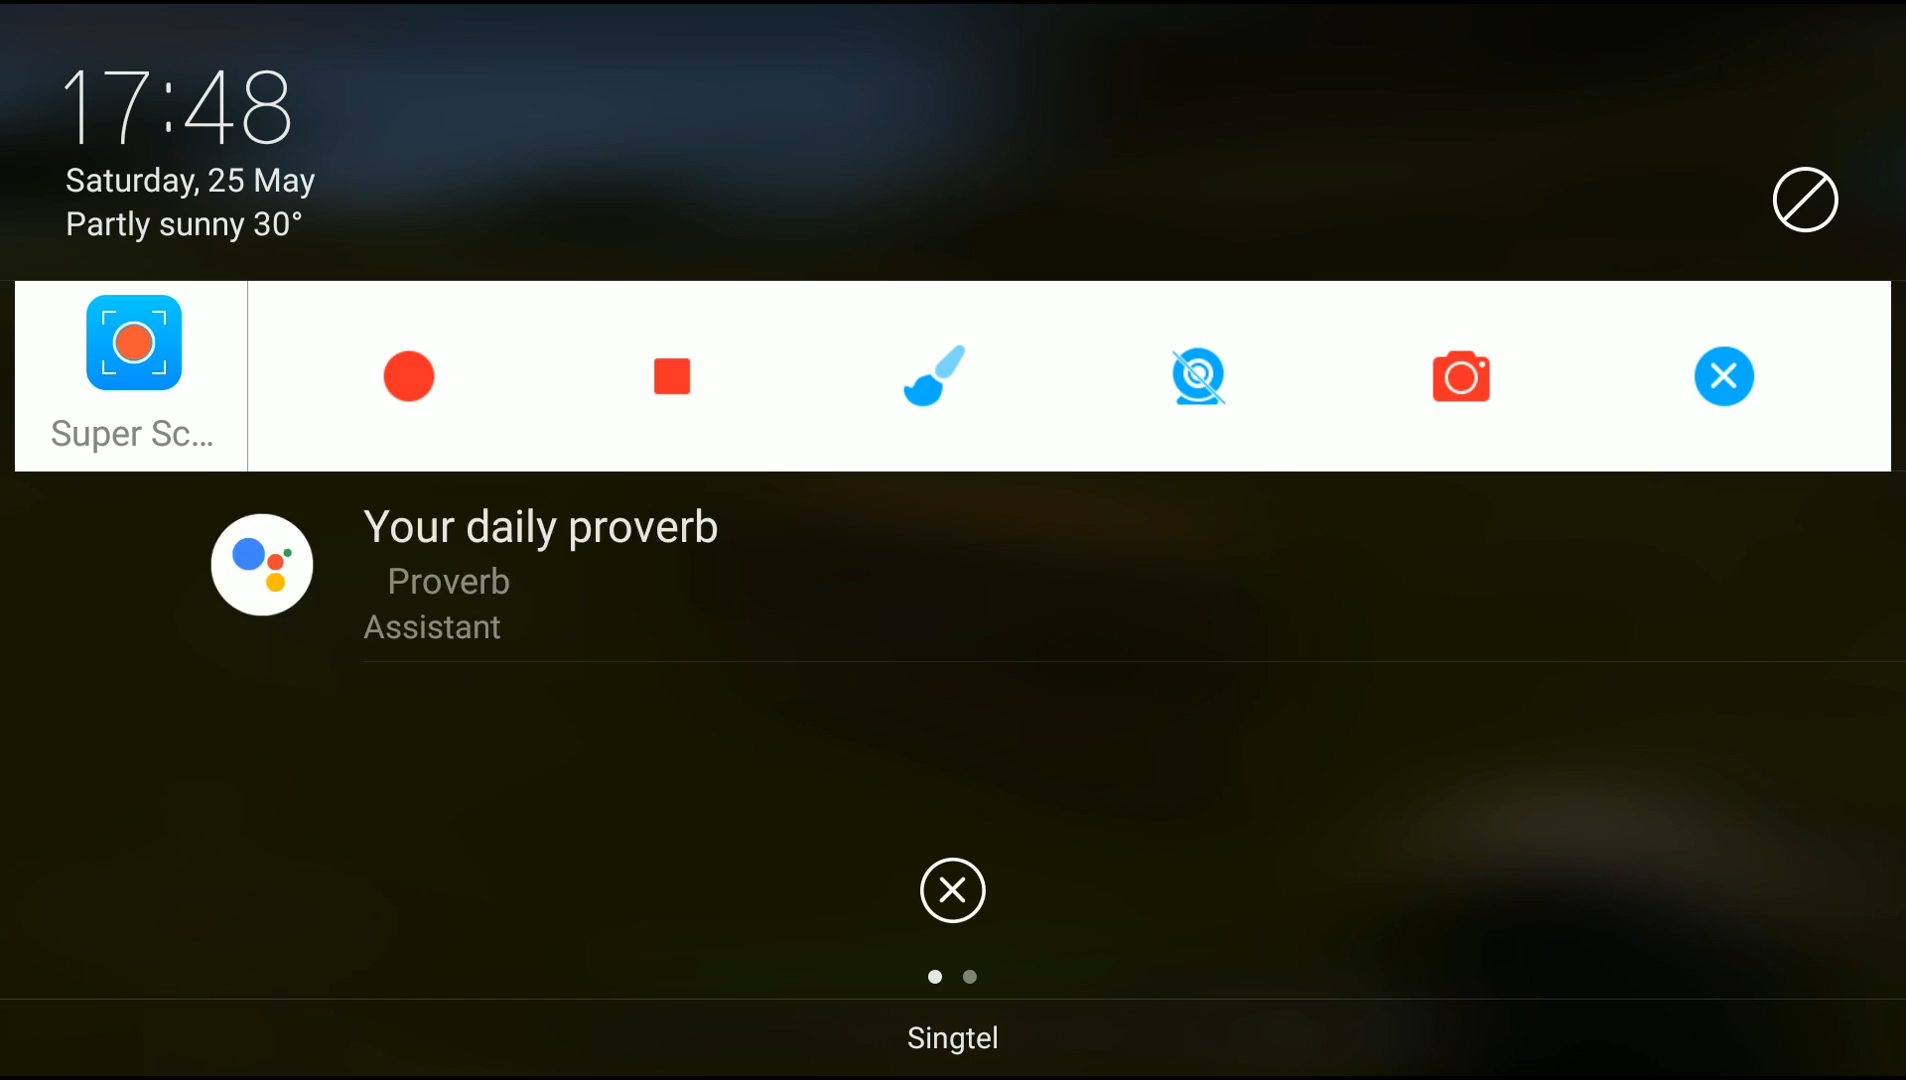 17:48
Saturday, 25 May
Partly sunny 30°
Super Sc...
Your daily proverb
Proverb
Assistant
Singtel